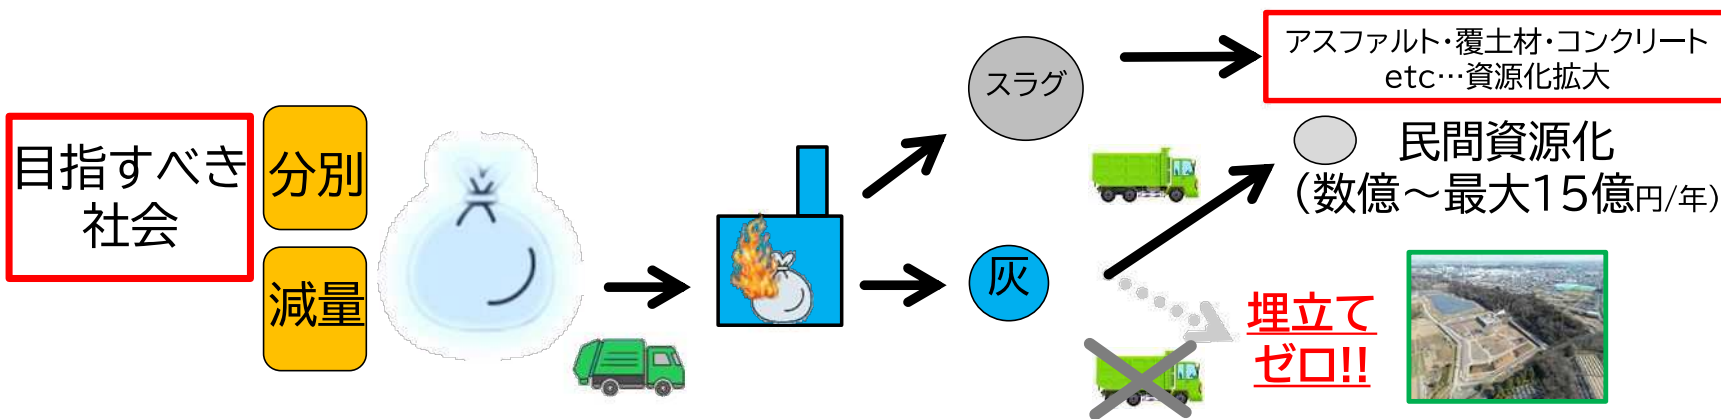 目指すべき
社会
分別
減量
スラグ
灰
アスファルト・覆土材・コンクリート
etc…資源化拡大
民間資源化
（数億～最大15億円/年）
埋立て
ゼロ!!